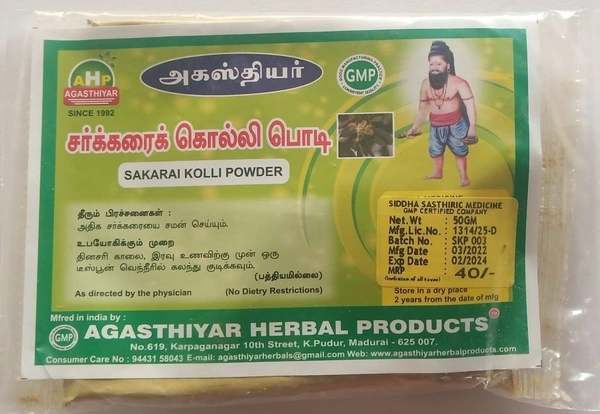 AHP
AGASTHIYAR
SINCE 1992
அகஸ்தியர்
GMP
சர்க்கரைக் கொல்லி பொடி
SAKARAI KOLLI POWDER
தீரும் பிரச்சனைகள் :
அதிக சர்க்கரையை சமன் செய்யும்.
உபயோகிக்கும் முறை
தினசரி காலை, இரவு உணவிற்கு முன் ஒரு
டீஸ்பூன் வெந்நீரில் கலந்து குடிக்கவும்.
(பத்தியமில்லை)
As directed by the physician (No Dietry Restrictions)
SIDDHA SASTHRIC MEDICINE
GMP CERTIFIED COMPANY
Net.Wt : 50GM
Mfg.Lic.No. : 1314/25-D
Batch No. : SKP 003
Mfg Date : 03/2022
Exp Date : 02/2024
MRP : 40/-
Store in a dry place
2 years from the date of mfg
Mfred in india by :
GMP
AGASTHIYAR HERBAL PRODUCTS
No.619, Karpaganagar 10th Street, K.Pudur, Madurai - 625 007.
Consumer Care No : 94431 58043 E-mail: agasthiyarherbals@gmail.com Web: www.agasthiyarherbalproducts.com